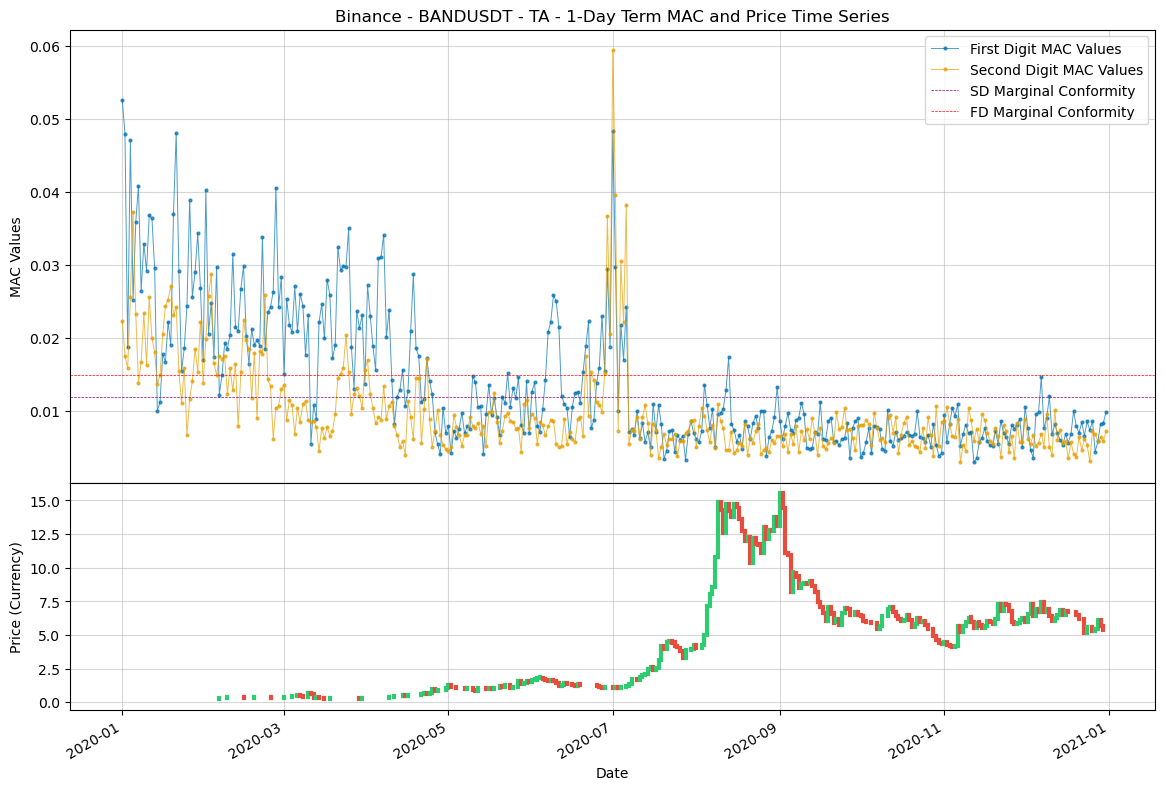 Binance - BANDUSDT - TA - 1-Day Term MAC and Price Time Series
First Digit MAC Values
Second Digit MAC Values
SD Marginal Conformity
FD Marginal Conformity
MAC Values
0.06
0.05
0.04
0.03
0.02
0.01
Price (Currency)
15.0
12.5
10.0
7.5
5.0
2.5
0.0
2020-01
2020-03
2020-05
2020-07
2020-09
2020-11
2021-01
Date